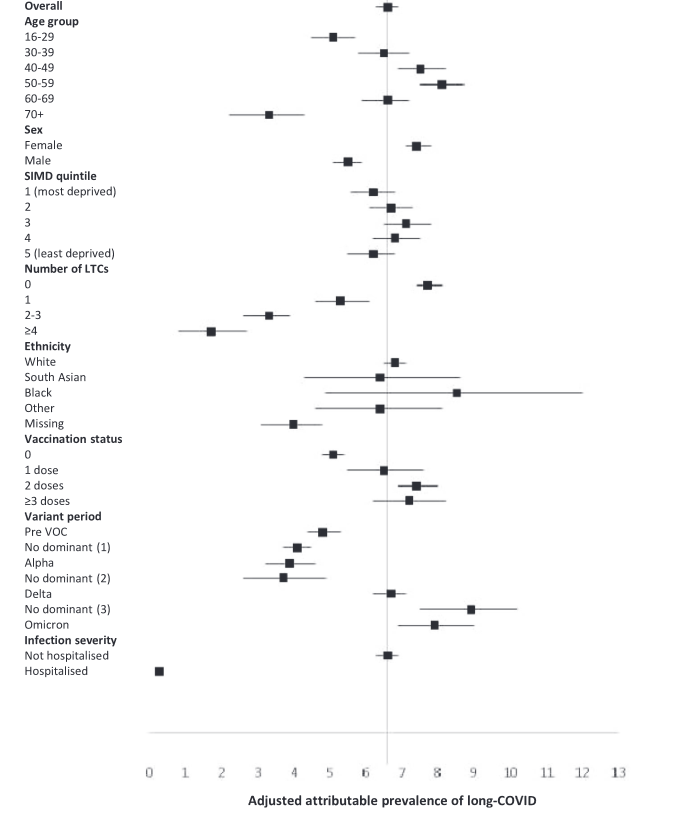 Overall
Age group
16-29
30-39
40-49
50-59
60-69
70+
Sex
Female
Male
SIMD quintile
1 (most deprived)
2
3
4
5 (least deprived)
Number of LTCs
0
1
2-3
≥4
Ethnicity
White
South Asian
Black
Other
Missing
Vaccination status
0
1 dose
2 doses
≥3 doses
Variant period
Pre VOC
No dominant (1)
Alpha
No dominant (2)
Delta
No dominant (3)
Omicron
Infection severity
Not hospitalised
Hospitalised
0 1 2 3 4 5 6 7 8 9 10 11 12 13
Adjusted attributable prevalence of long-COVID